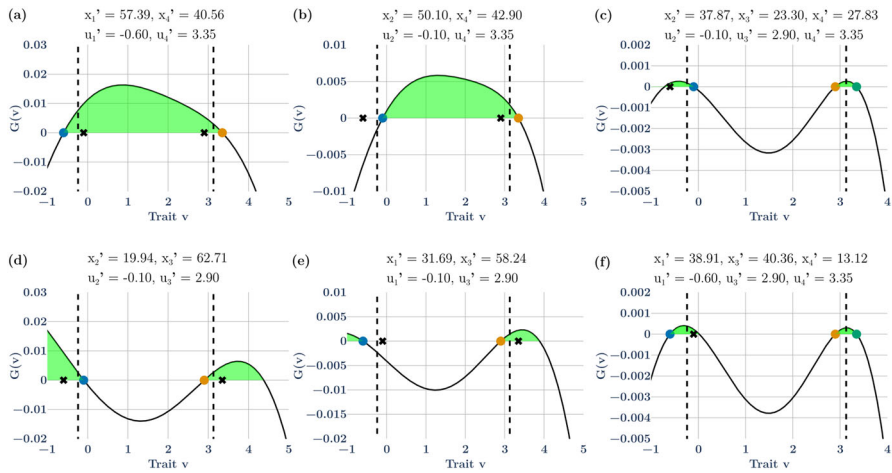 (a)
x₁' = 57.39, x₄' = 40.56
u₁' = -0.60, u₄' = 3.35
0.03
0.02
0.01
0
−0.01
−0.02
G(v)
−1 0 1 2 3 4 5
Trait v
(b)
x₂' = 50.10, x₄' = 42.90
u₂' = -0.10, u₄' = 3.35
0.01
0.005
0
−0.005
−0.01
G(v)
−1 0 1 2 3 4 5
Trait v
(c)
x₂' = 37.87, x₃' = 23.30, x₄' = 27.83
u₂' = -0.10, u₃' = 2.90, u₄' = 3.35
0.002
0.001
0
−0.001
−0.002
−0.003
−0.004
−0.005
G(v)
−1 0 1 2 3 4
Trait v
(d)
x₂' = 19.94, x₃' = 62.71
u₂' = -0.10, u₃' = 2.90
0.03
0.02
0.01
0
−0.01
−0.02
G(v)
−1 0 1 2 3 4 5
Trait v
(e)
x₁' = 31.69, x₃' = 58.24
u₁' = -0.10, u₃' = 2.90
0.01
0.005
0
−0.005
−0.01
−0.015
−0.02
G(v)
−1 0 1 2 3 4 5
Trait v
(f)
x₁' = 38.91, x₃' = 40.36, x₄' = 13.12
u₁' = -0.60, u₃' = 2.90, u₄' = 3.35
0.002
0.001
0
−0.001
−0.002
−0.003
−0.004
−0.005
G(v)
−1 0 1 2 3 4
Trait v